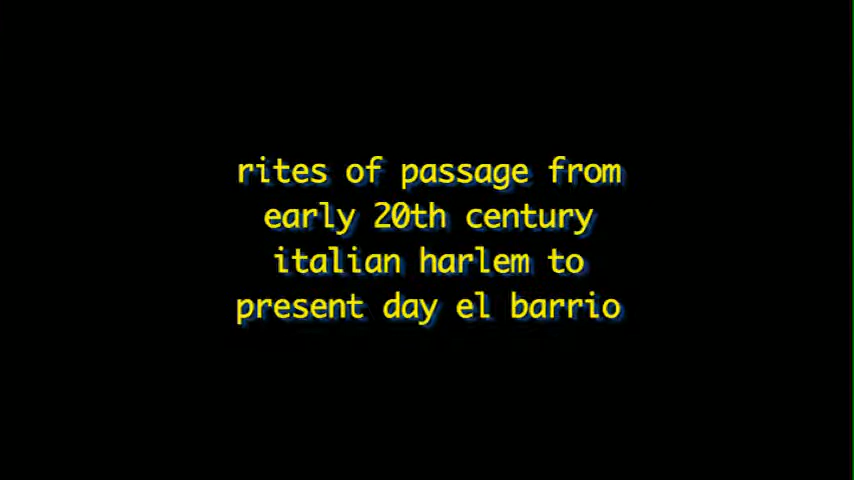 rites of passage from
early 20th century
italian harlem to
present day el barrio